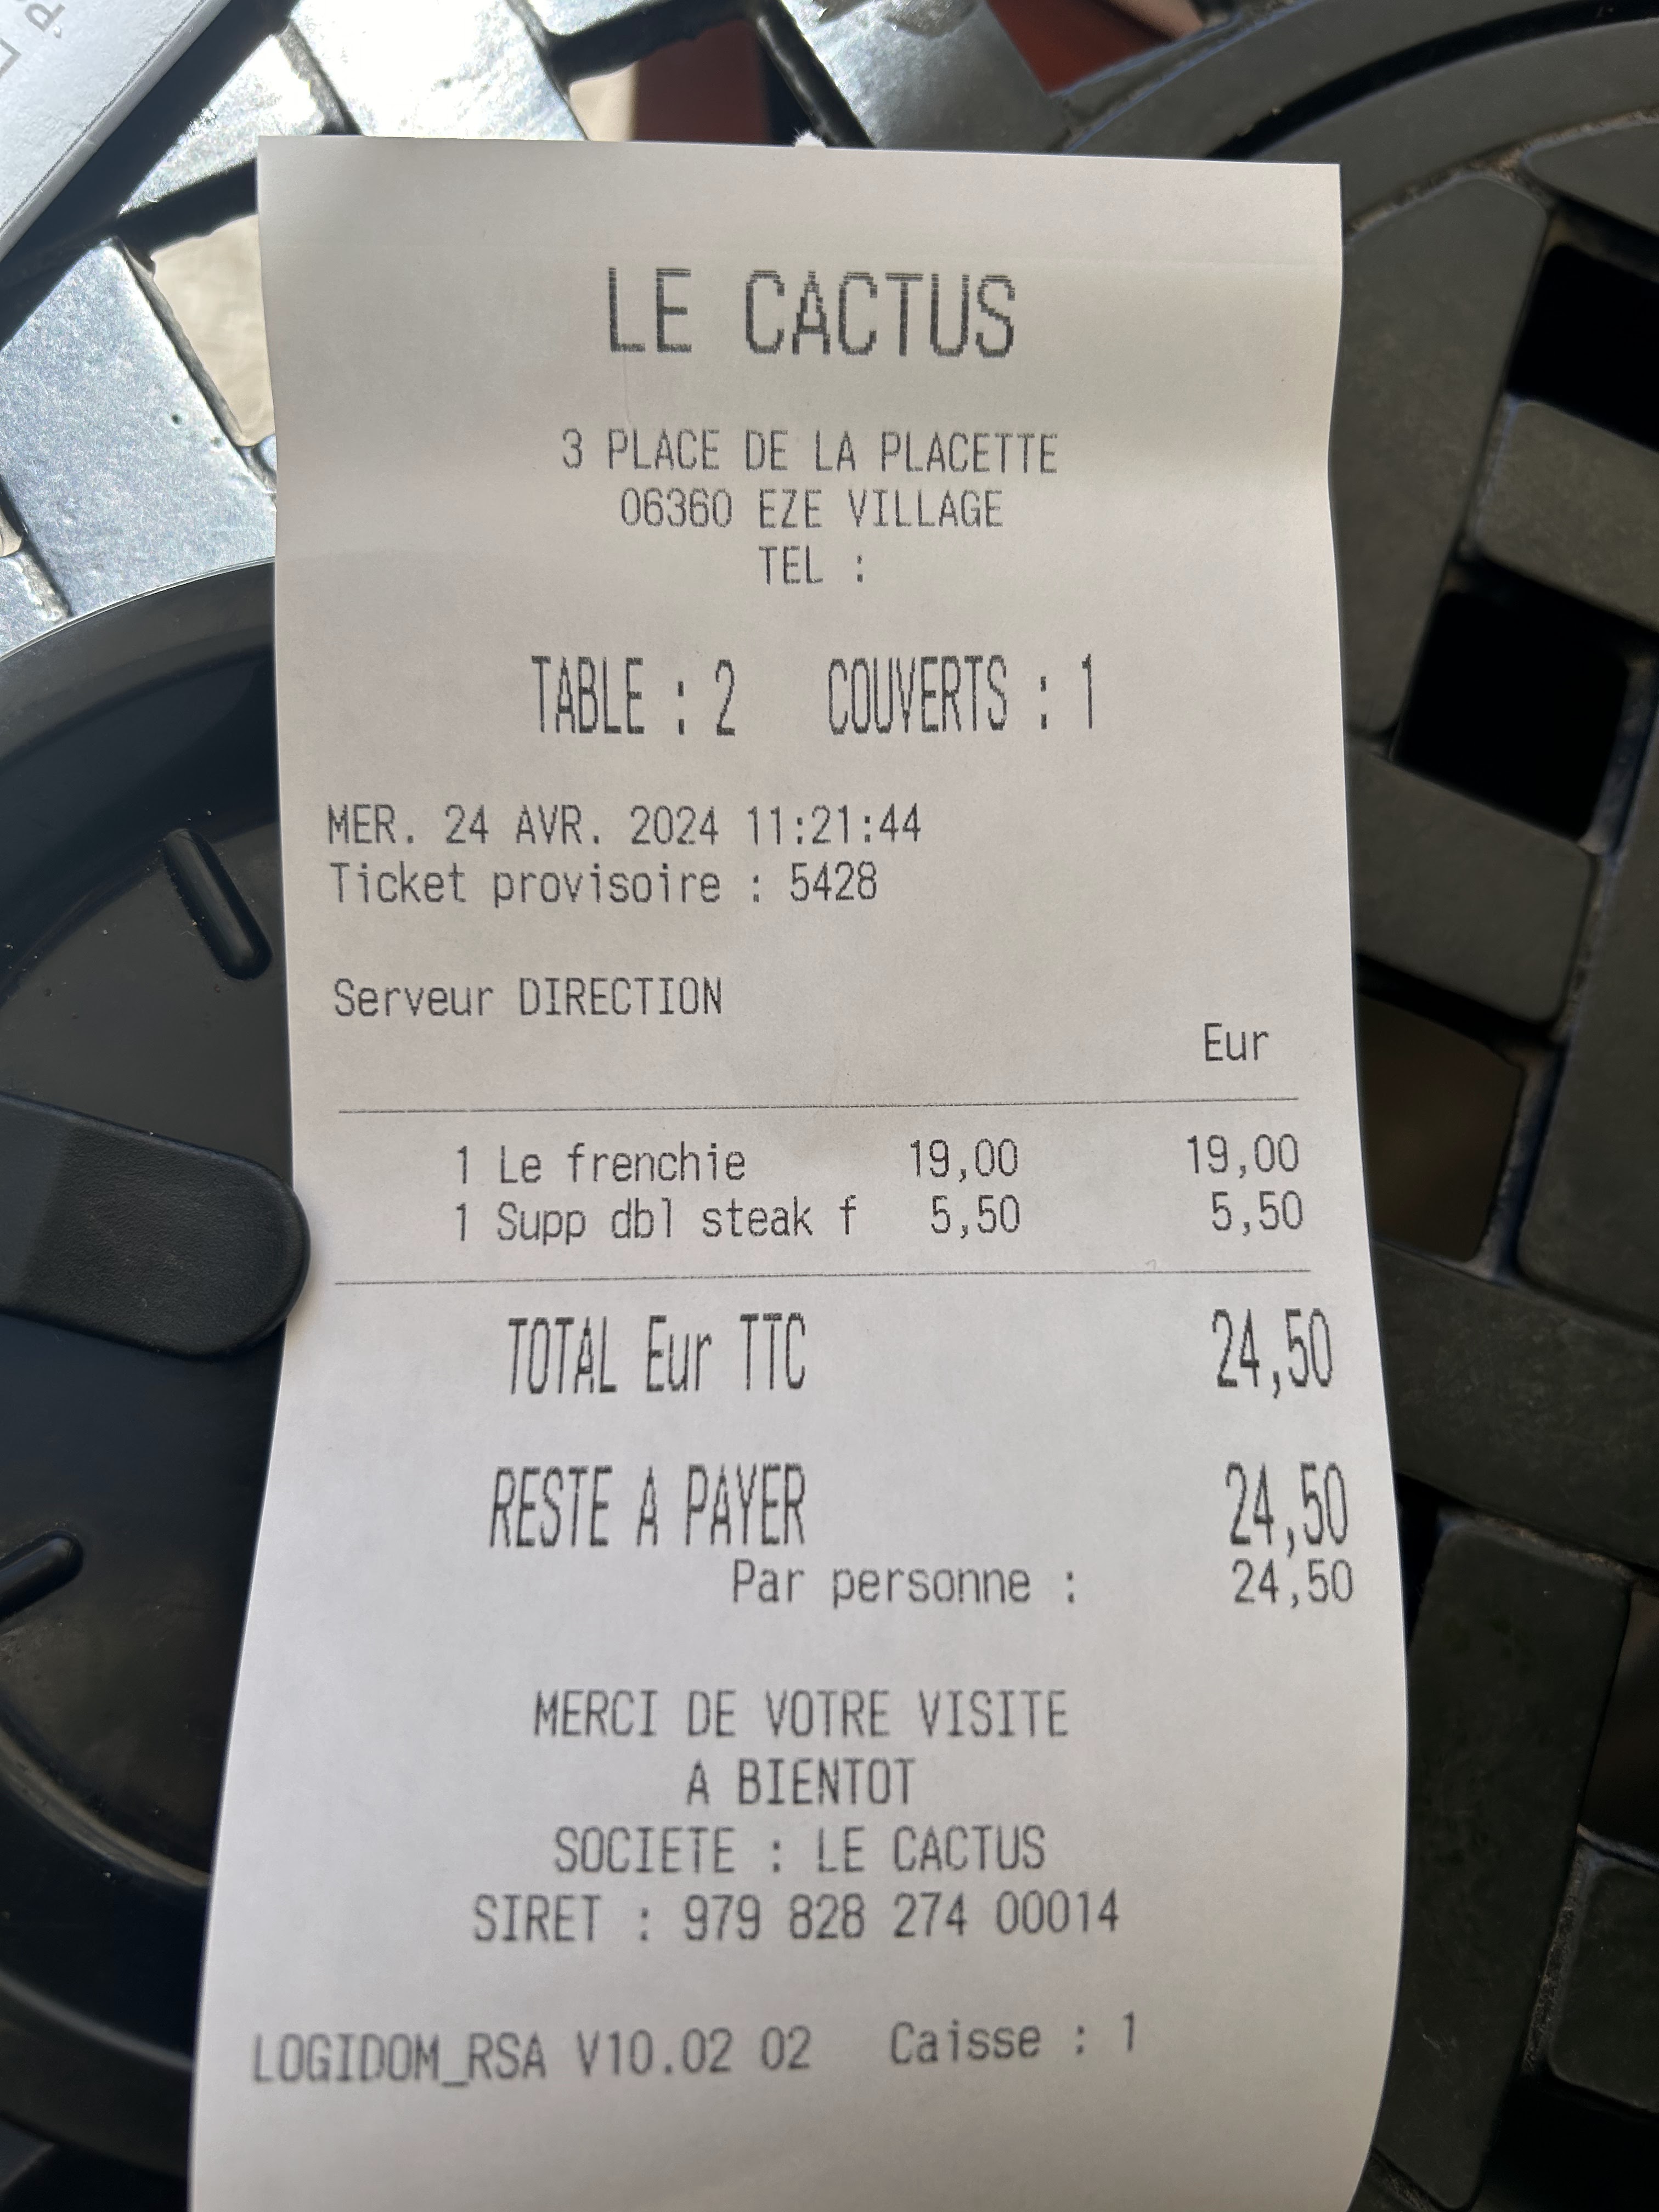 LE CACTUS
3 PLACE DE LA PLACETTE
06360 EZE VILLAGE
TEL :
TABLE : 2 COUVERTS : 1
MER. 24 AVR. 2024 11:21:44
Ticket provisoire : 5428
Serveur DIRECTION
Eur
1 Le frenchie 19,00 19,00
1 Supp dbl steak f 5,50 5,50
TOTAL Eur TTC 24,50
RESTE A PAYER 24,50
Par personne : 24,50
MERCI DE VOTRE VISITE
A BIENTOT
SOCIETE : LE CACTUS
SIRET : 979 828 274 00014
LOGIDOM_RSA V10.02 02 Caisse : 1